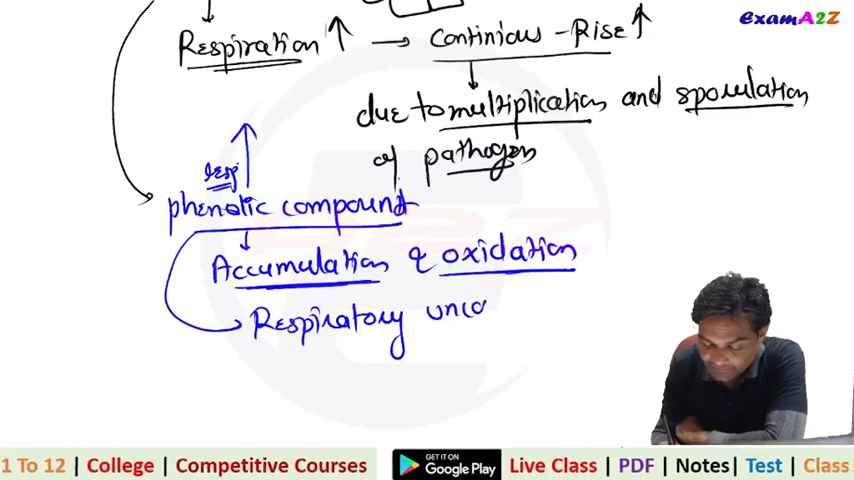 ExamA2Z
Respiration ↑ → Continious - Rise ↑
due to multiplication and sporulation
of pathogen
resp
phenolic compound
Accumulation & oxidation
Respiratory unco
1 To 12 | College | Competitive Courses GET IT ON Google Play Live Class | PDF | Notes | Test | Class